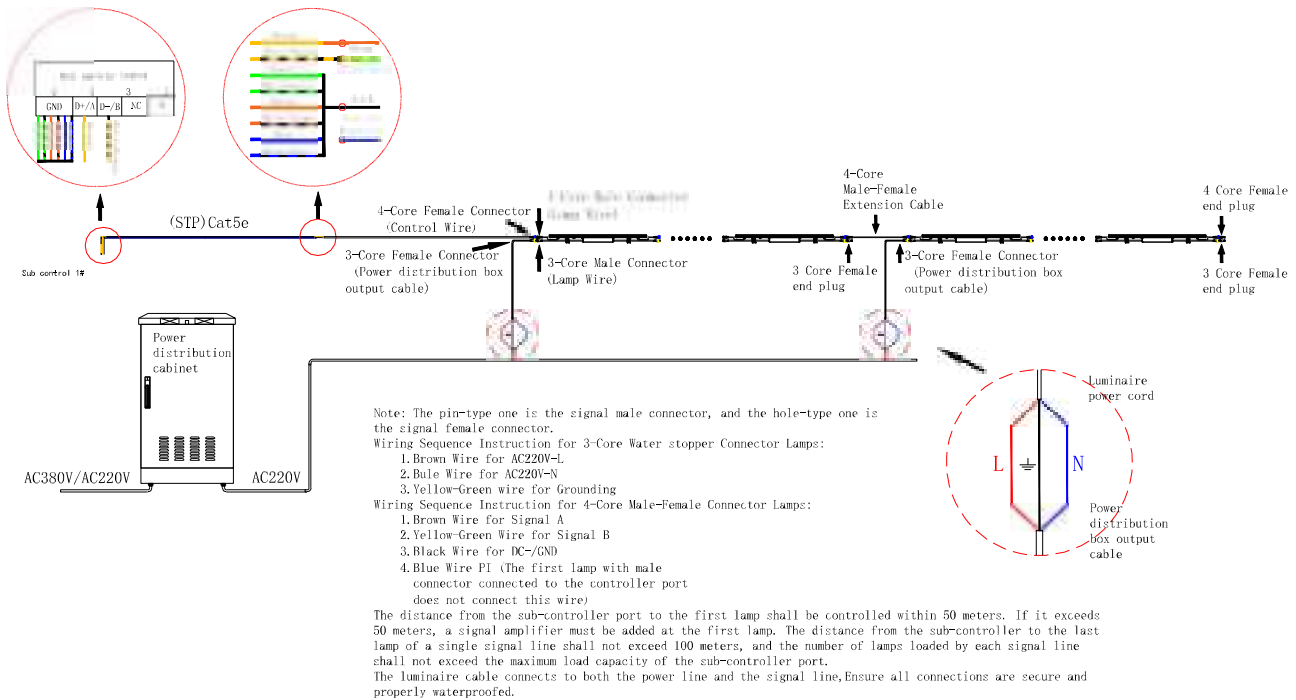 3
GND D+/A D-/B NC
(STP)Cat5e
4-Core Female Connector
(Control Wire)
4-Core
Male-Female
Extension Cable
4 Core Female
end plug
Sub control 1#
3-Core Female Connector
(Power distribution box
output cable)
3-Core Male Connector
(Lamp Wire)
3 Core Female
end plug
3-Core Female Connector
(Power distribution box
output cable)
3 Core Female
end plug
Power
distribution
cabinet
AC380V/AC220V
AC220V
Luminaire
power cord
L
N
Power
distribution
box output
cable
Note: The pin-type one is the signal male connector, and the hole-type one is
the signal female connector.
Wiring Sequence Instruction for 3-Core Water stopper Connector Lamps:
1. Brown Wire for AC220V-L
2. Bule Wire for AC220V-N
3. Yellow-Green wire for Grounding
Wiring Sequence Instruction for 4-Core Male-Female Connector Lamps:
1. Brown Wire for Signal A
2. Yellow-Green Wire for Signal B
3. Black Wire for DC-/GND
4. Blue Wire PI (The first lamp with male
connector connected to the controller port
does not connect this wire)
The distance from the sub-controller port to the first lamp shall be controlled within 50 meters. If it exceeds
50 meters, a signal amplifier must be added at the first lamp. The distance from the sub-controller to the last
lamp of a single signal line shall not exceed 100 meters, and the number of lamps loaded by each signal line
shall not exceed the maximum load capacity of the sub-controller port.
The luminaire cable connects to both the power line and the signal line,Ensure all connections are secure and
properly waterproofed.